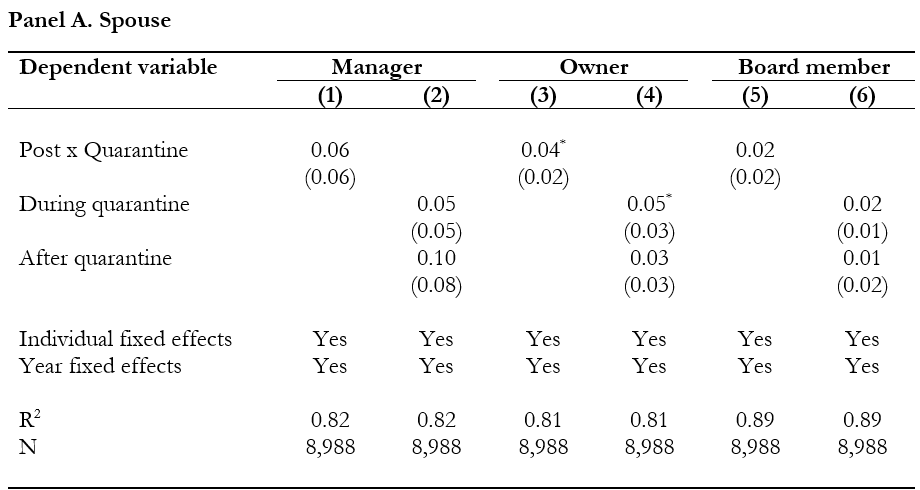 Panel A. Spouse
Dependent variable Manager Owner Board member
(1) (2) (3) (4) (5) (6)
Post x Quarantine 0.06 0.04* 0.02
(0.06) (0.02) (0.02)
During quarantine 0.05 0.05* 0.02
(0.05) (0.03) (0.01)
After quarantine 0.10 0.03 0.01
(0.08) (0.03) (0.02)
Individual fixed effects Yes Yes Yes Yes Yes Yes
Year fixed effects Yes Yes Yes Yes Yes Yes
R² 0.82 0.82 0.81 0.81 0.89 0.89
N 8,988 8,988 8,988 8,988 8,988 8,988